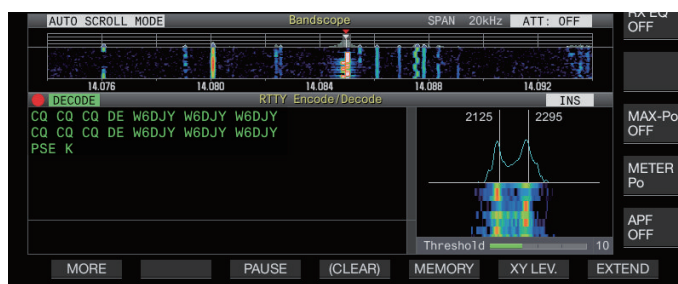 AUTO SCROLL MODE Bandscope SPAN 20kHz ATT: OFF
RX EQ
OFF
14.076 14.080 14.084 14.088 14.092
DECODE RTTY Encode/Decode INS
CQ CQ CQ DE W6DJY W6DJY W6DJY
CQ CQ CQ DE W6DJY W6DJY W6DJY
PSE K
2125 2295
MAX-Po
OFF
METER
Po
APF
OFF
Threshold 10
MORE PAUSE (CLEAR) MEMORY XY LEV. EXTEND